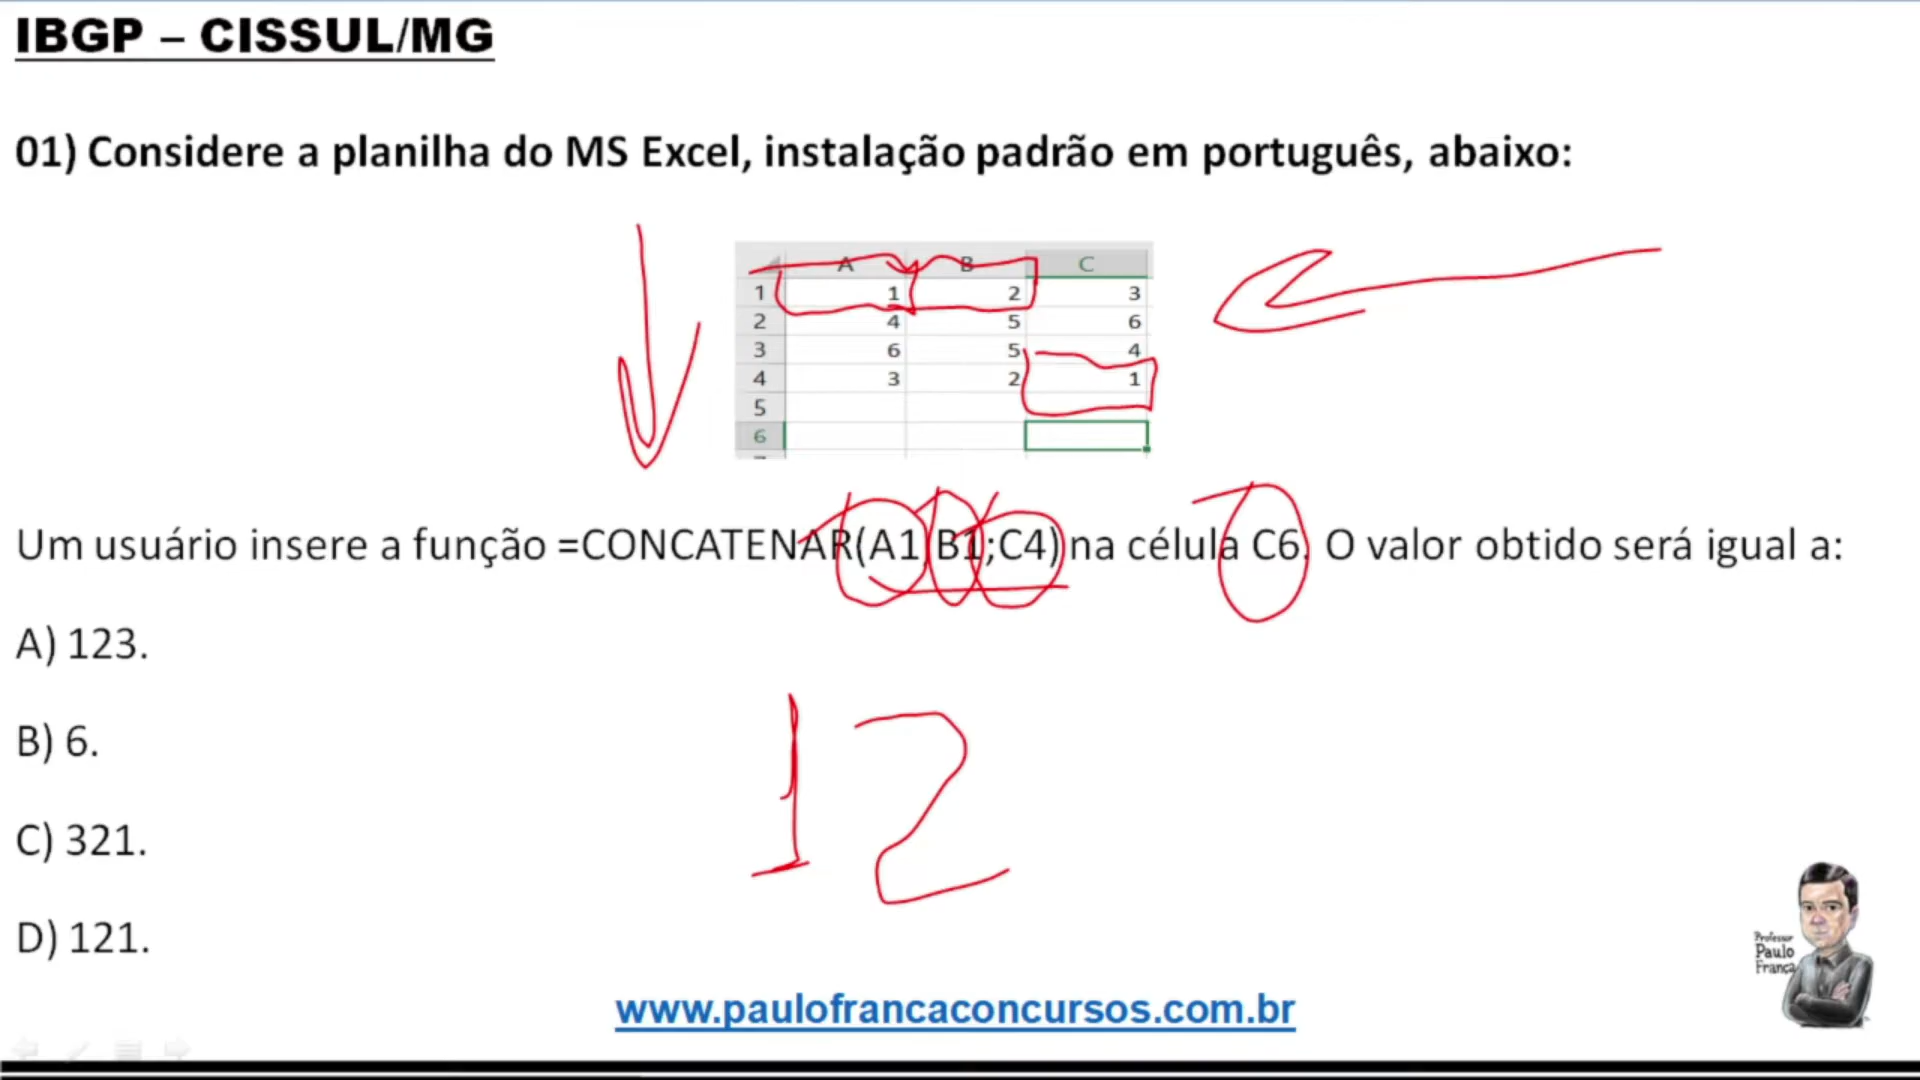 IBGP – CISSUL/MG
01) Considere a planilha do MS Excel, instalação padrão em português, abaixo:
A B C
1 1 2 3
2 4 5 6
3 6 5 4
4 3 2 1
5
6
Um usuário insere a função =CONCATENAR(A1;B1;C4) na célula C6. O valor obtido será igual a:
A) 123.
B) 6.
C) 321.
D) 121.
12
Professor
Paulo
França
www.paulofrancaconcursos.com.br